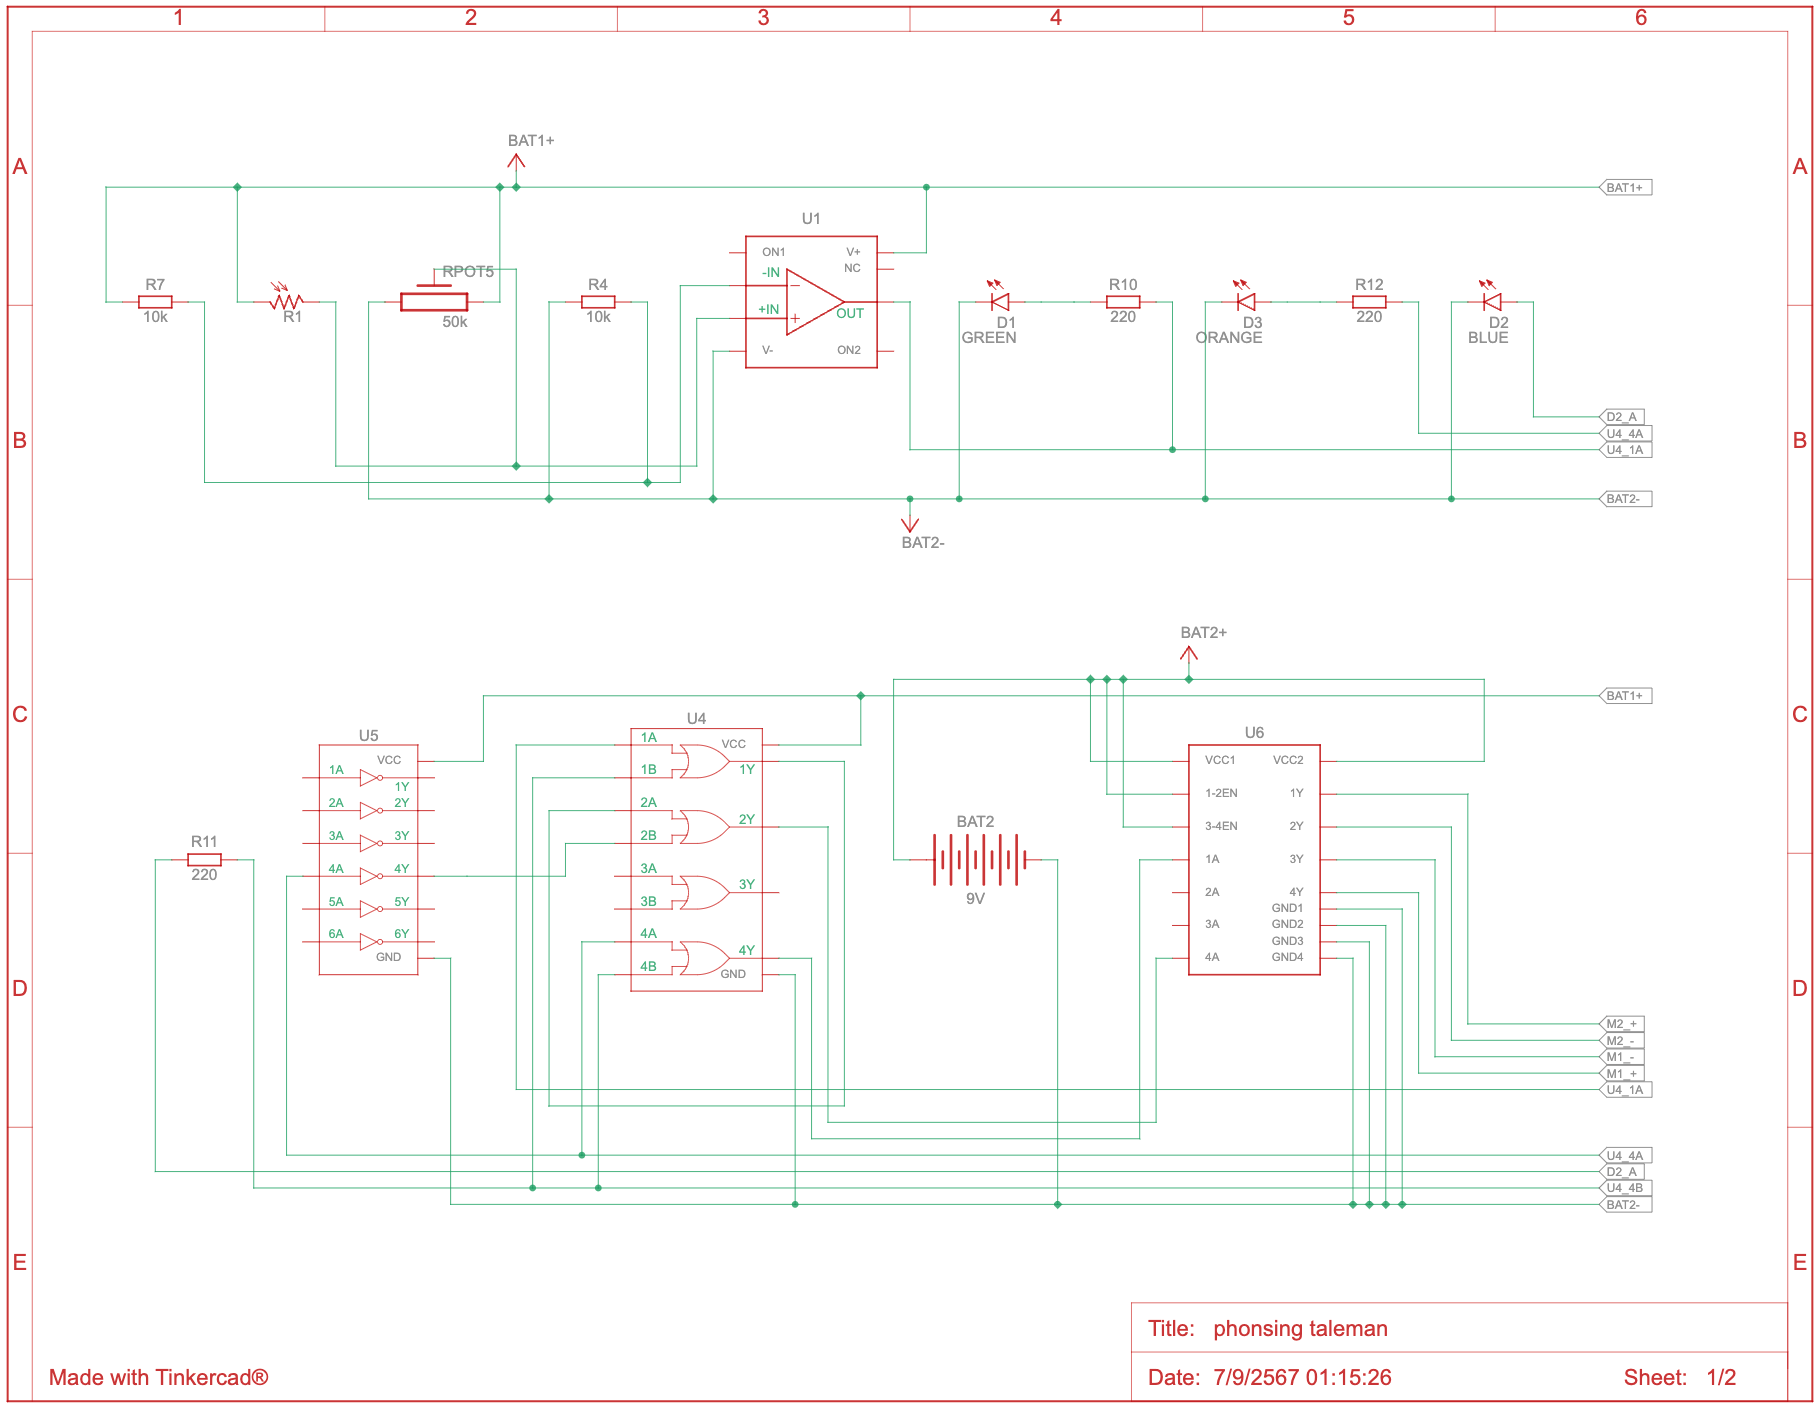 1 2 3 4 5 6
A A
BAT1+
BAT1+
U1
ON1 V+
NC
-IN
+IN
OUT
V- ON2
R7
10k
R1
RPOT5
50k
R4
10k
D1
GREEN
R10
220
D3
ORANGE
R12
220
D2
BLUE
B B
D2_A
U4_4A
U4_1A
BAT2-
BAT2-
BAT2+
BAT1+
C C
U5
VCC
1A 1Y
2A 2Y
3A 3Y
4A 4Y
5A 5Y
6A 6Y
GND
R11
220
U4
1A VCC
1B 1Y
2A 2Y
2B
3A 3Y
3B
4A 4Y
4B GND
BAT2
9V
U6
VCC1 VCC2
1-2EN 1Y
3-4EN 2Y
1A 3Y
2A 4Y
GND1
3A GND2
GND3
4A GND4
D D
M2_+
M2_-
M1_-
M1_+
U4_1A
U4_4A
D2_A
U4_4B
BAT2-
E E
Title: phonsing taleman
Made with Tinkercad®
Date: 7/9/2567 01:15:26 Sheet: 1/2